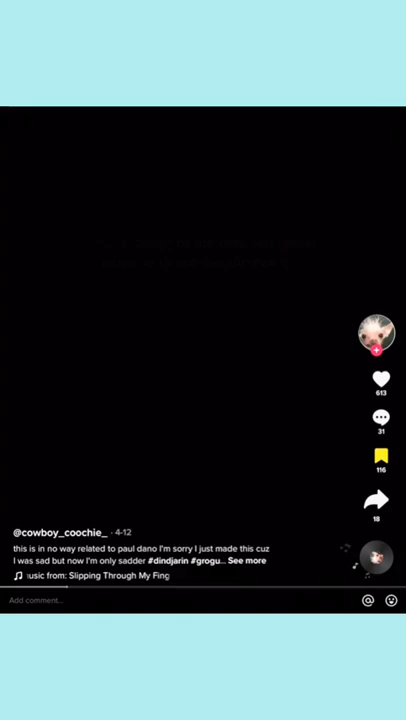 613
31
116
18
@cowboy_coochie_ · 4-12
this is in no way related to paul dano I'm sorry I just made this cuz
I was sad but now I'm only sadder #dindjarin #grogu... See more
usic from: Slipping Through My Fing
Add comment...